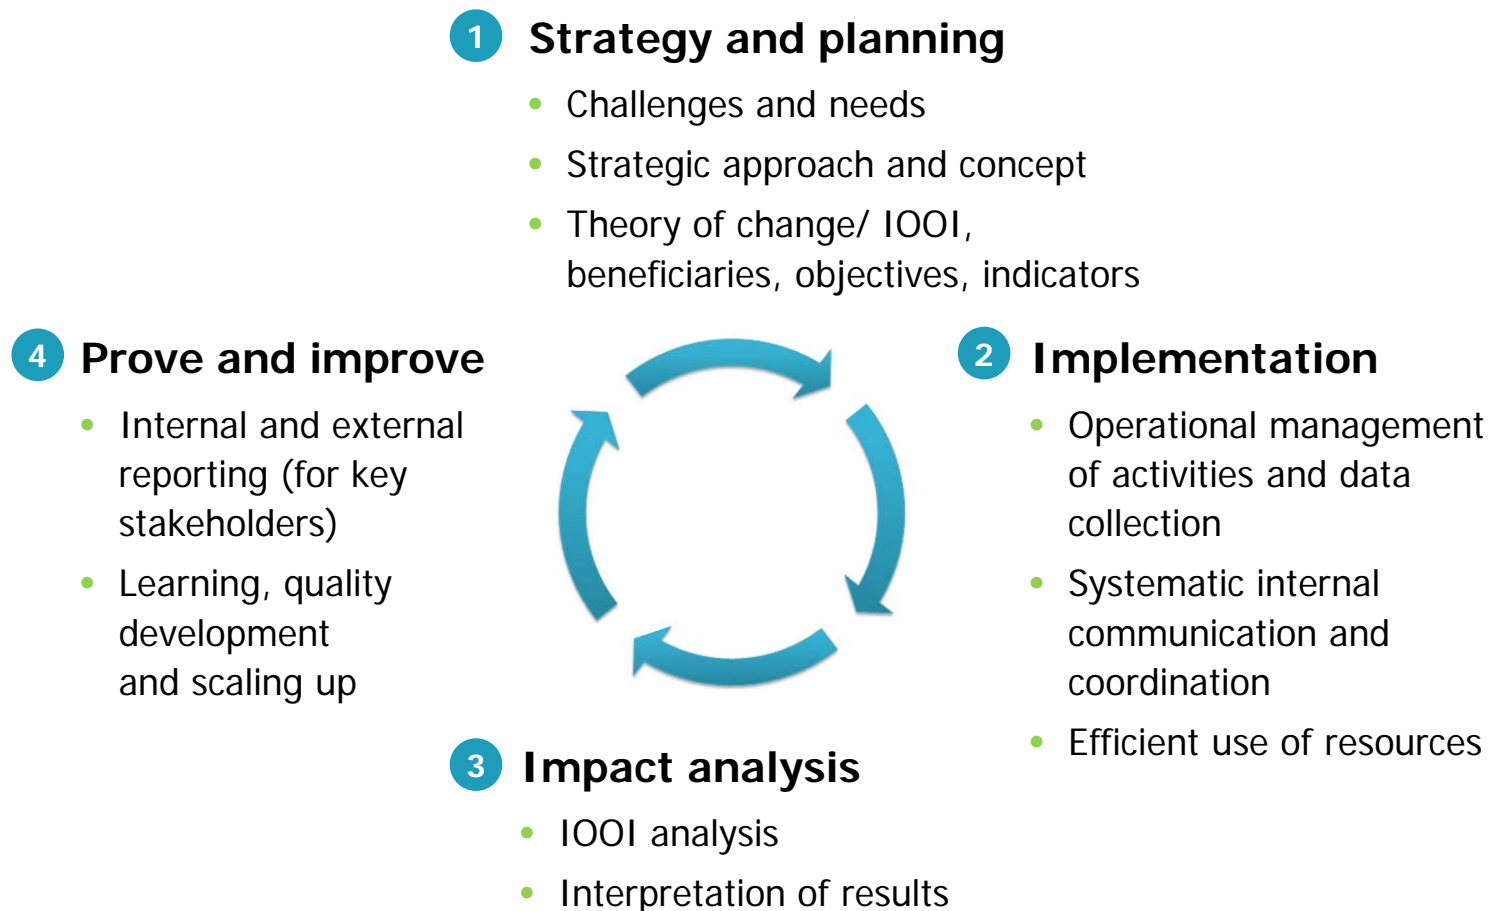 1 Strategy and planning
• Challenges and needs
• Strategic approach and concept
• Theory of change/ IOOI,
beneficiaries, objectives, indicators
2 Implementation
• Operational management
of activities and data
collection
• Systematic internal
communication and
coordination
• Efficient use of resources
3 Impact analysis
• IOOI analysis
• Interpretation of results
4 Prove and improve
• Internal and external
reporting (for key
stakeholders)
• Learning, quality
development
and scaling up